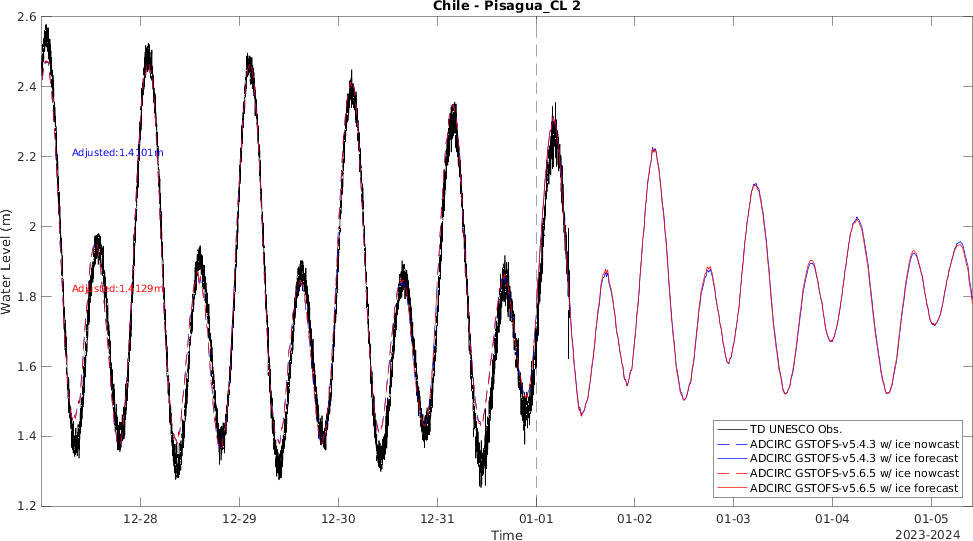 Chile - Pisagua_CL 2
2.6
2.4
2.2
2
1.8
1.6
1.4
1.2
Water Level (m)
Adjusted:1.4101m
Adjusted:1.4129m
TD UNESCO Obs.
ADCIRC GSTOFS-v5.4.3 w/ ice nowcast
ADCIRC GSTOFS-v5.4.3 w/ ice forecast
ADCIRC GSTOFS-v5.6.5 w/ ice nowcast
ADCIRC GSTOFS-v5.6.5 w/ ice forecast
12-28 12-29 12-30 12-31 01-01 01-02 01-03 01-04 01-05
Time
2023-2024